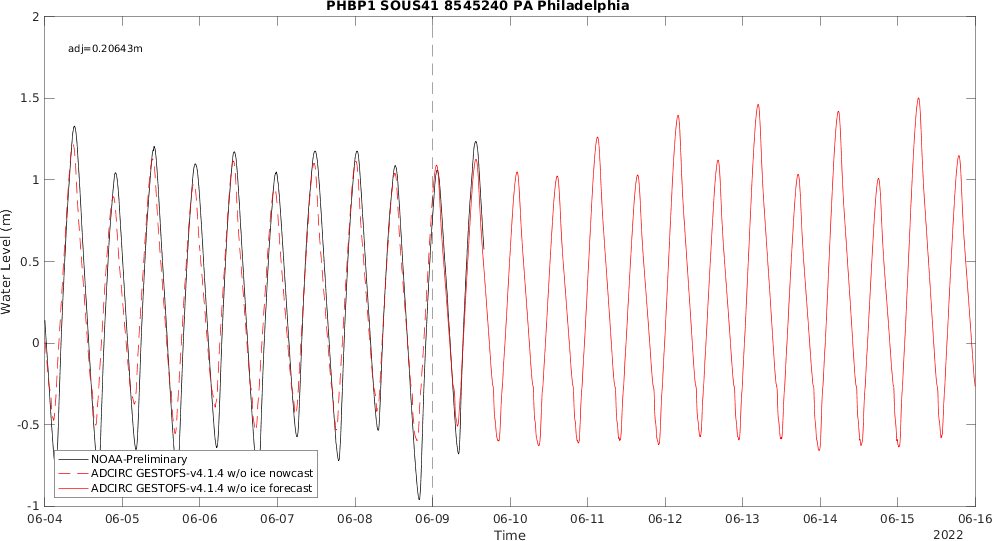 PHBP1 SOUS41 8545240 PA Philadelphia
adj=0.20643m
Water Level (m)
2
1.5
1
0.5
0
-0.5
-1
NOAA-Preliminary
ADCIRC GESTOFS-v4.1.4 w/o ice nowcast
ADCIRC GESTOFS-v4.1.4 w/o ice forecast
06-04 06-05 06-06 06-07 06-08 06-09 06-10 06-11 06-12 06-13 06-14 06-15 06-16
Time
2022